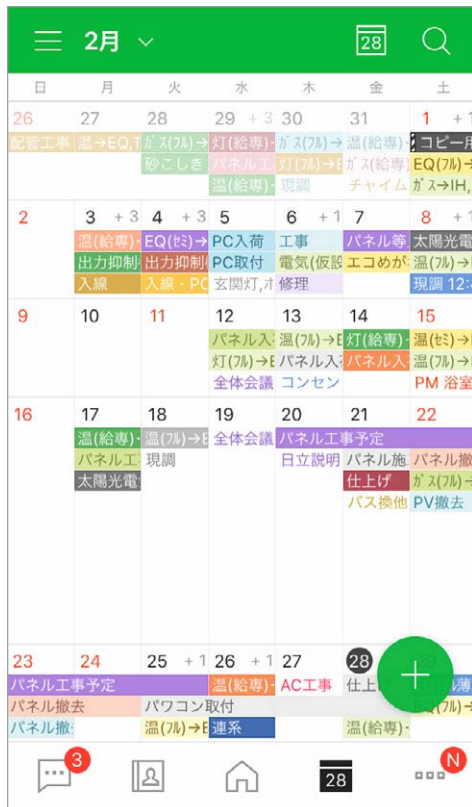 2月
28
日 月 火 水 木 金 土
26 27 28 29 + 3 30 31 1 + 1
配管工事 温→EQ,T ガス(フル)→ 灯(給専)- ガス(フル)→ 温(給専)- コピー用
砂こしき パネル工 灯(フル)→E ガス(給専) EQ(フル)→
温(給専)- 現調 チャイム ガス→IH,
2 3 + 3 4 + 3 5 6 + 1 7 8 + 1
温(給専)- EQ(セミ)→ PC入荷 工事 パネル等 太陽光電
出力抑制 出力抑制 PC取付 電気(仮設 エコめが 温(フル)→
入線 入線・PC 玄関灯,オ 修理 現調 12:
9 10 11 12 13 14 15
パネル入 温(フル)→E 灯(給専)- 温(セミ)→
灯(フル)→E パネル入 パネル入 温(フル)→
全体会議 コンセン PM 浴室
16 17 18 19 20 21 22
温(給専)- 温(フル)→E 全体会議 パネル工事予定
パネル工 現調 日立説明 パネル施 パネル撤
太陽光電 仕上げ ガス(フル)→
バス換他 PV撤去
23 24 25 + 1 26 + 1 27 28
パネル工事予定 温(給専)- AC工事 仕上
パネル撤去 パワコン取付
パネル撤 温(フル)→E 連系 温(給専)-
3 28 N